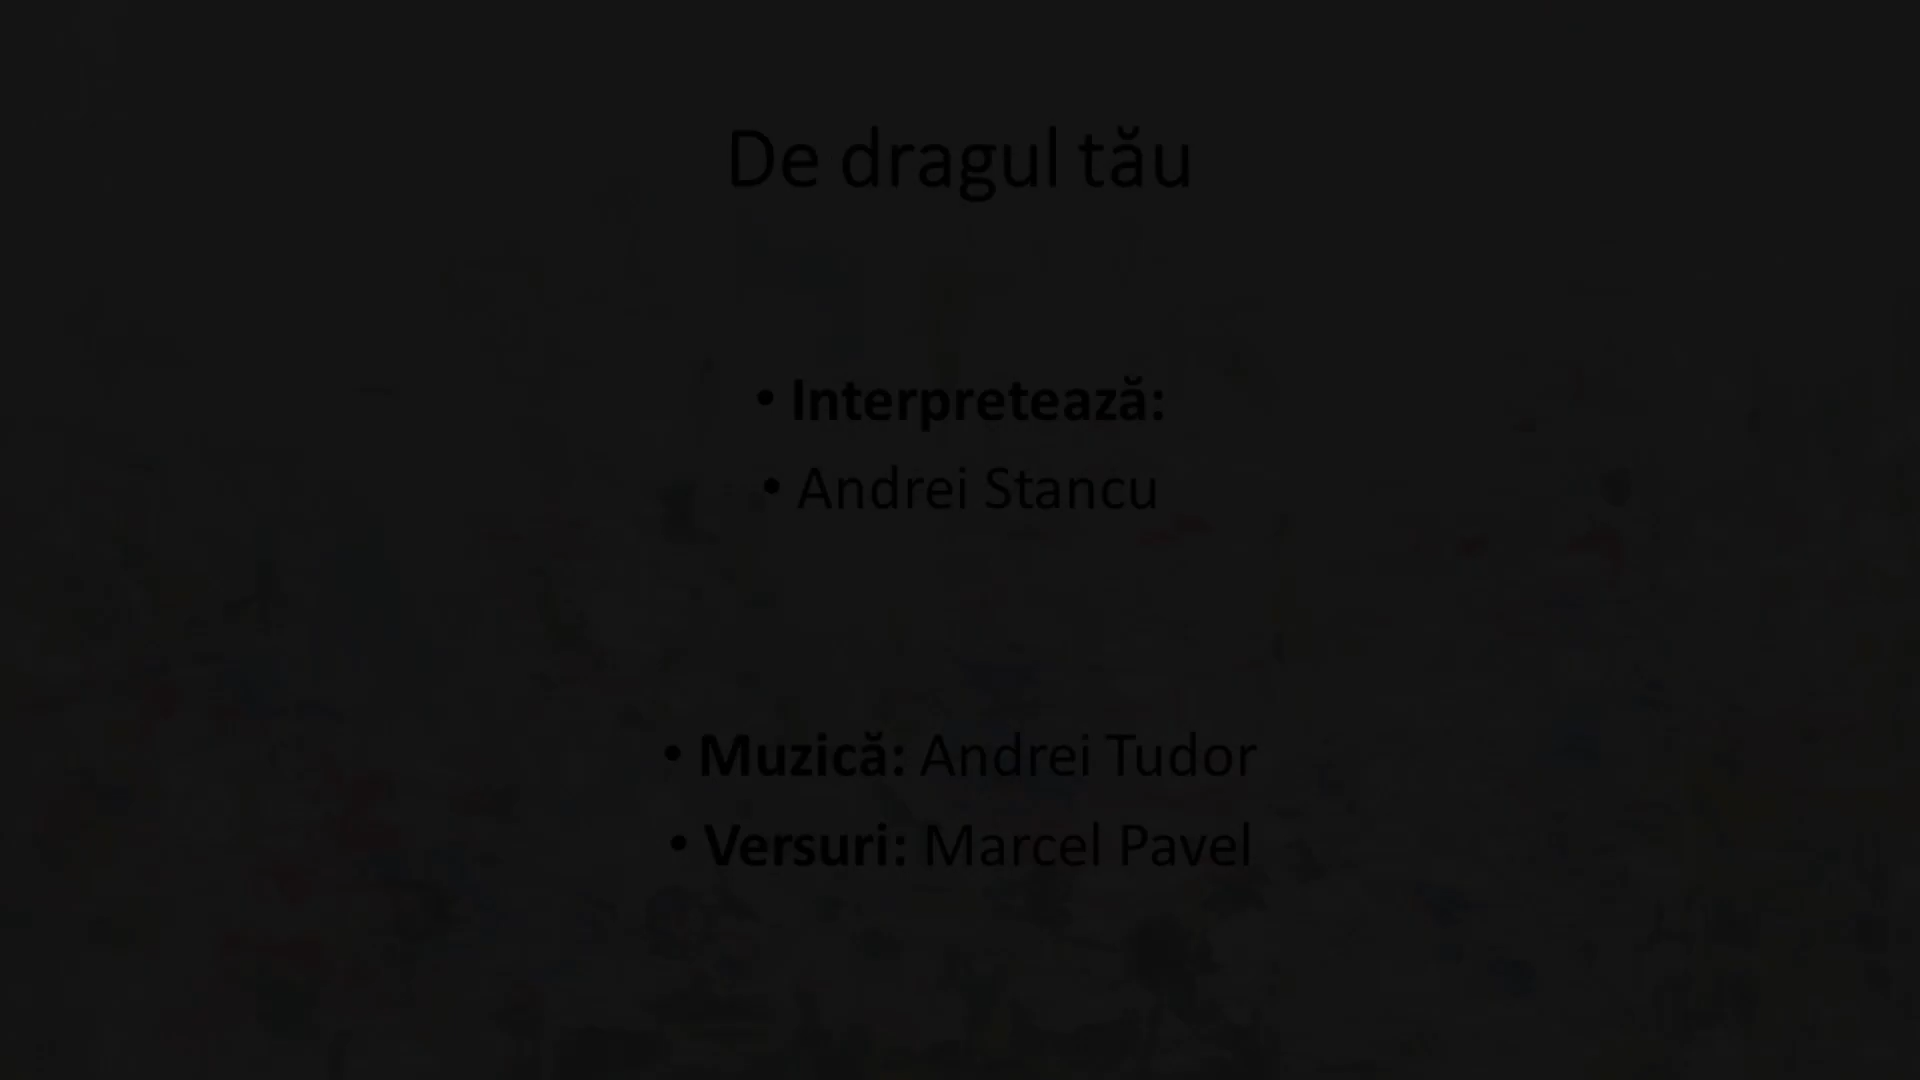 De dragul tău
• Interpretează:
• Andrei Stancu
• Muzică: Andrei Tudor
• Versuri: Marcel Pavel